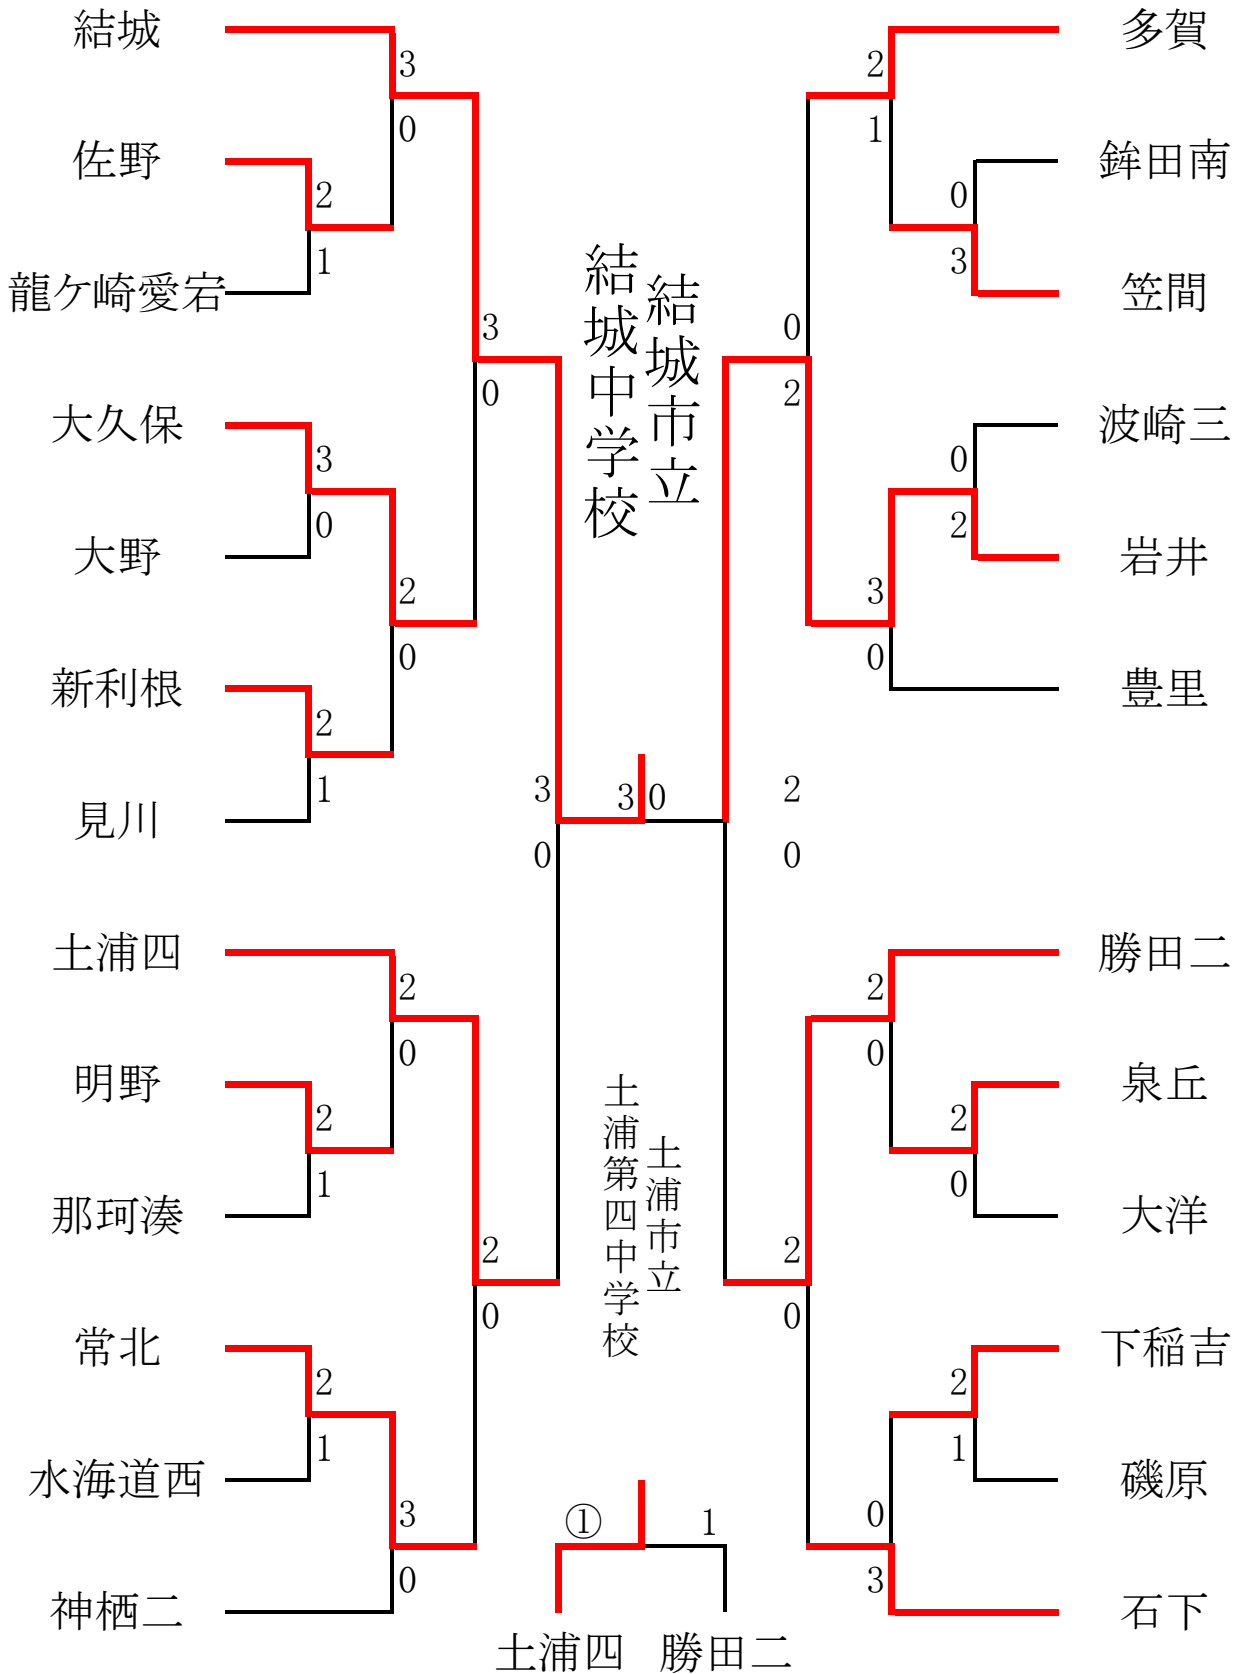 結城
3
0
佐野
2
1
龍ケ崎愛宕
3
0
大久保
3
0
大野
2
0
新利根
2
1
見川
3
0
土浦四
2
0
明野
2
1
那珂湊
2
0
常北
2
1
水海道西
3
0
神栖二
結城市立
結城中学校
3 0
土浦市立
土浦第四中学校
① 1
土浦四 勝田二
多賀
2
1
鉾田南
0
3
笠間
0
2
波崎三
0
2
岩井
3
0
豊里
2
0
勝田二
2
0
泉丘
2
0
大洋
2
0
下稲吉
2
1
磯原
0
3
石下